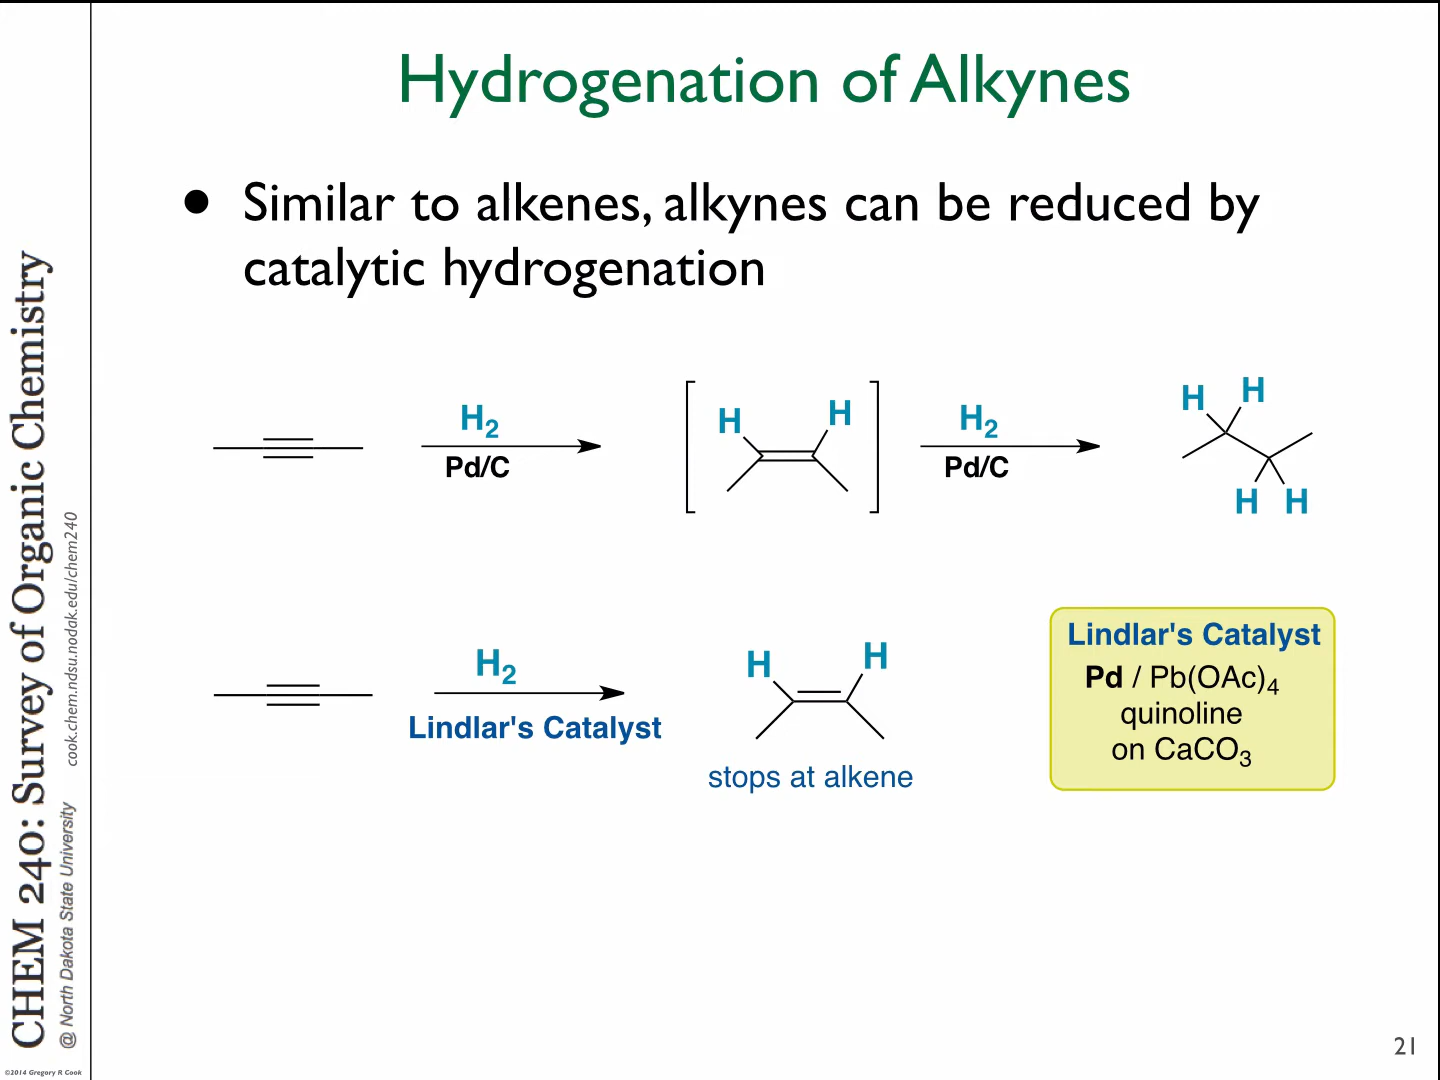 Hydrogenation of Alkynes
• Similar to alkenes, alkynes can be reduced by
catalytic hydrogenation
H₂
Pd/C
H H
H₂
Pd/C
H H
H H
H₂
Lindlar's Catalyst
H H
stops at alkene
Lindlar's Catalyst
Pd / Pb(OAc)₄
quinoline
on CaCO₃
CHEM 240: Survey of Organic Chemistry
@ North Dakota State University cook.chem.ndsu.nodak.edu/chem240
©2014 Gregory R Cook
21